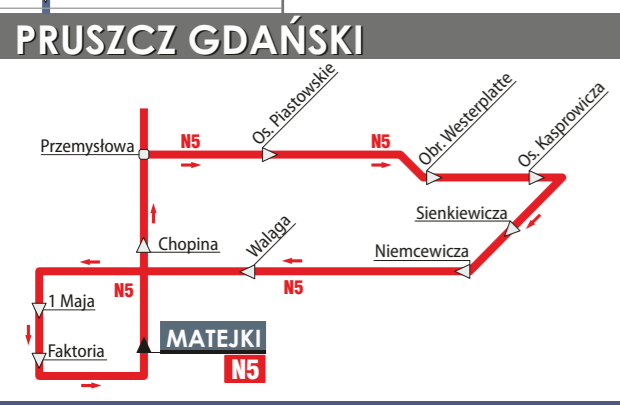 PRUSZCZ GDAŃSKI
Os. Piastowskie
Obr. Westerplatte
Os. Kasprowicza
Przemysłowa
N5
N5
Sienkiewicza
Chopina
Wałaga
Niemcewicza
N5
N5
1 Maja
MATEJKI
Faktoria
N5